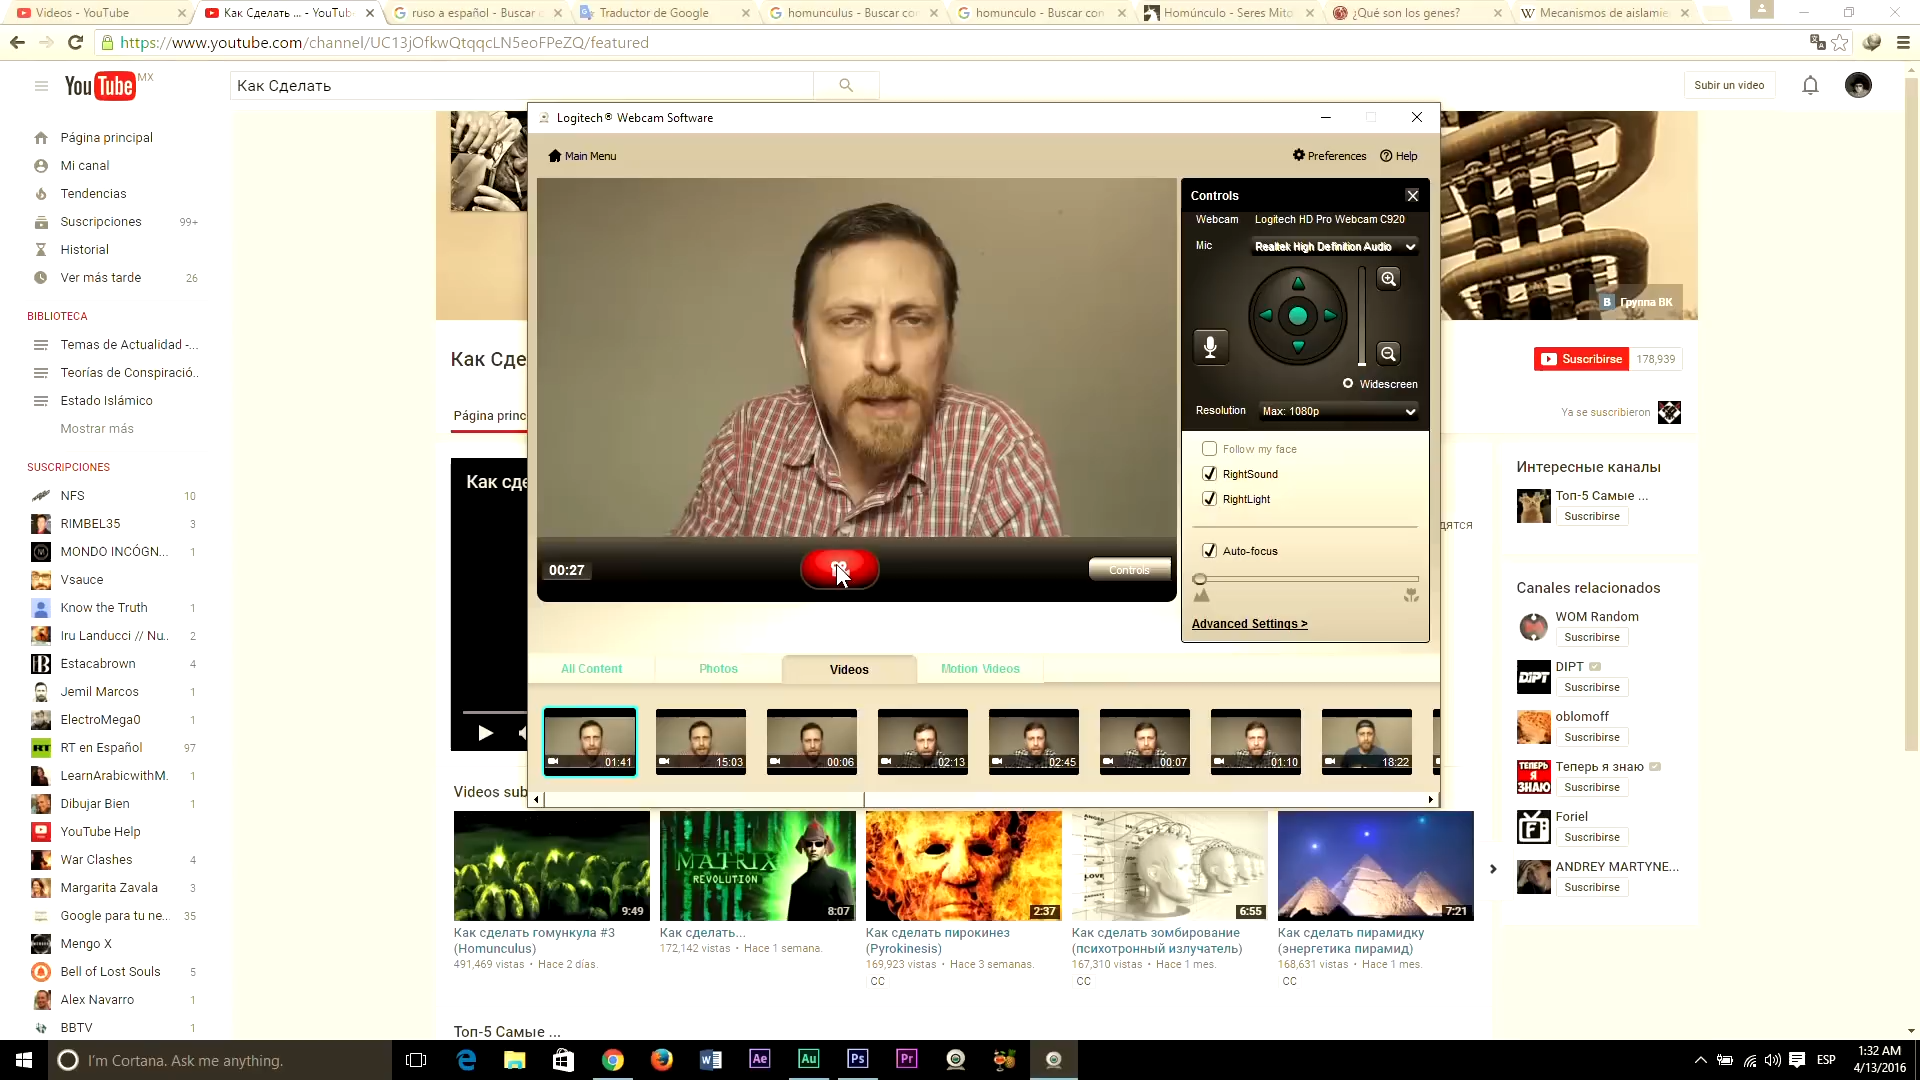 Videos - YouTube
Как Сделать ... - YouTub
ruso a español - Buscar
Traductor de Google
homunculus - Buscar co
homunculo - Buscar con
Homúnculo - Seres Mito
¿Qué son los genes?
Mecanismos de aislamie
https://www.youtube.com/channel/UC13jOfkwQtqqcLN5eoFPeZQ/featured
YouTube MX
Как Сделать
Subir un video
Página principal
Mi canal
Tendencias
Suscripciones 99+
Historial
Ver más tarde 26
BIBLIOTECA
Temas de Actualidad -...
Teorías de Conspiració..
Estado Islámico
Mostrar más
SUSCRIPCIONES
NFS 10
RIMBEL35 3
MONDO INCÓGN... 1
Vsauce
Know the Truth 1
Iru Landucci // Nu.. 2
Estacabrown 4
Jemil Marcos 1
ElectroMega0 1
RT en Español 97
LearnArabicwithM. 1
Dibujar Bien 1
YouTube Help
War Clashes 4
Margarita Zavala 3
Google para tu ne... 35
Mengo X
Bell of Lost Souls 5
Alex Navarro 1
BBTV 1
Как Сде
Página princ
Как сде
Videos sub
Logitech® Webcam Software
Main Menu
Preferences
Help
00:27
Controls
Controls
Webcam Logitech HD Pro Webcam C920
Mic Realtek High Definition Audio
Widescreen
Resolution Max: 1080p
Follow my face
RightSound
RightLight
Auto-focus
Advanced Settings >
All Content
Photos
Videos
Motion Videos
01:41
15:03
00:06
02:13
02:45
00:07
01:10
18:22
MATRIX
REVOLUTION
9:49
8:07
2:37
6:55
7:21
Как сделать гомункула #3
(Homunculus)
491,469 vistas • Hace 2 días.
Как сделать...
172,142 vistas • Hace 1 semana.
Как сделать пирокинез
(Pyrokinesis)
169,923 vistas • Hace 3 semanas.
CC
Как сделать зомбирование
(психотронный излучатель)
167,310 vistas • Hace 1 mes.
CC
Как сделать пирамидку
(энергетика пирамид)
168,631 vistas • Hace 1 mes.
CC
Топ-5 Самые ...
B Группа ВК
Suscribirse 178,939
Ya se suscribieron
дятся
Интересные каналы
Топ-5 Самые ...
Suscribirse
Canales relacionados
WOM Random
Suscribirse
DIPT
Suscribirse
oblomoff
Suscribirse
ТЕПЕРЬ Я ЗНАЮ
Теперь я знаю
Suscribirse
Foriel
Suscribirse
ANDREY MARTYNE...
Suscribirse
I'm Cortana. Ask me anything.
Ae
Au
Ps
Pr
ESP
1:32 AM
4/13/2016